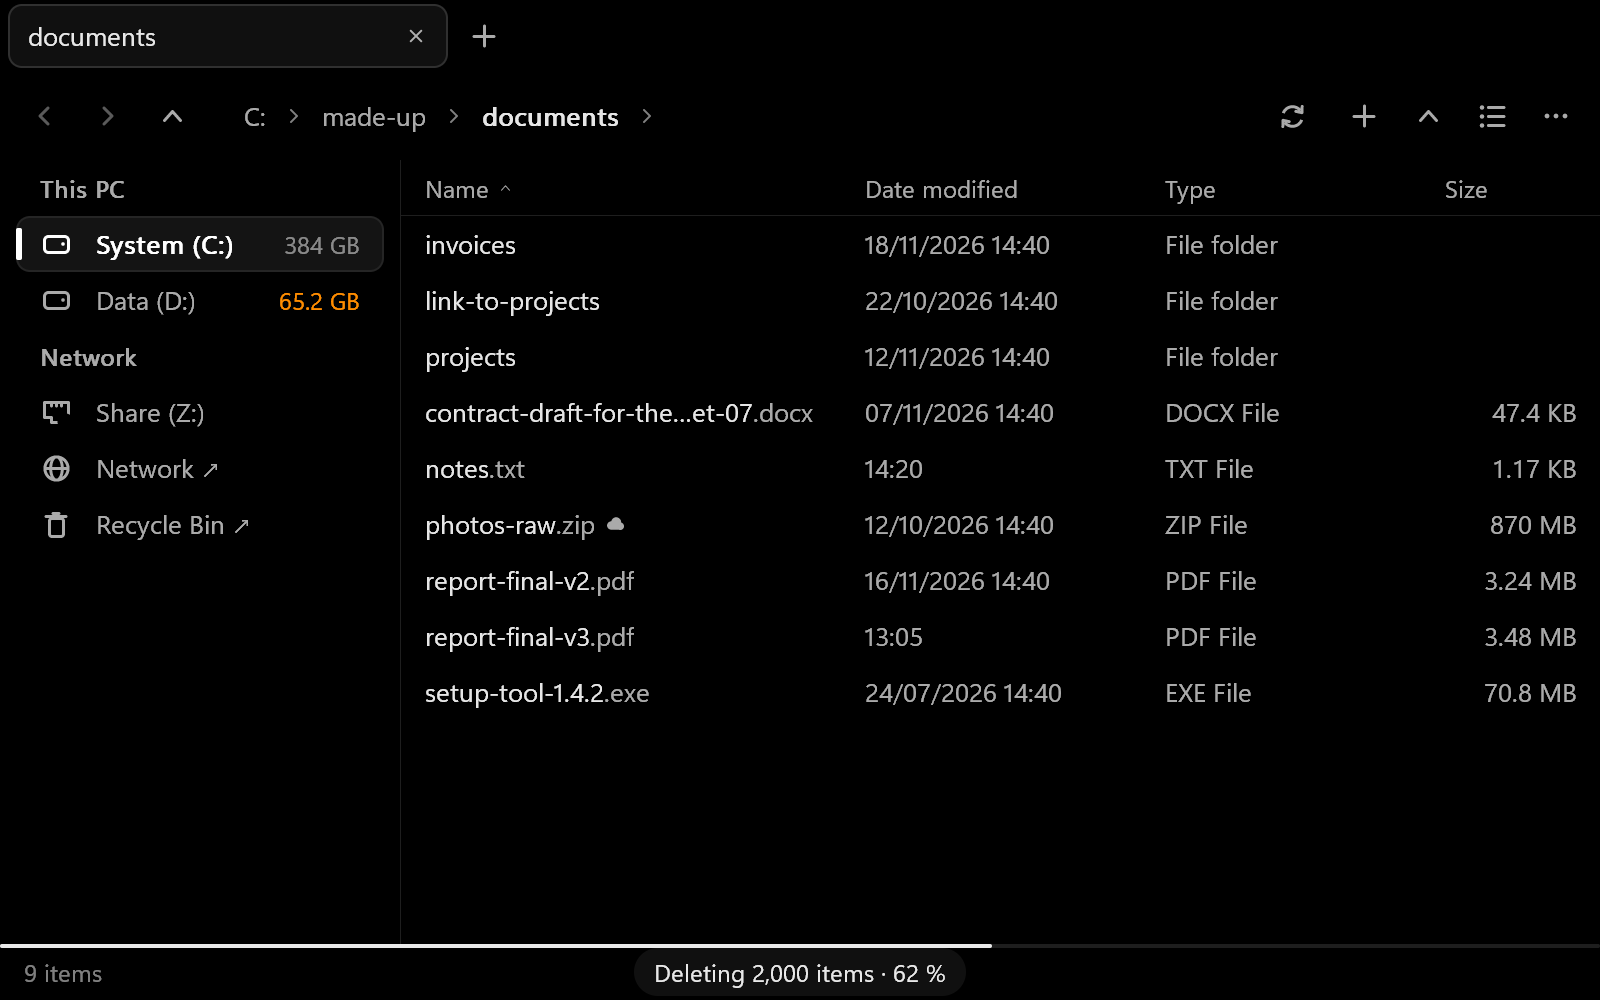 documents
C: made-up documents
This PC
System (C:) 384 GB
Data (D:) 65.2 GB
Network
Share (Z:)
Network
Recycle Bin
Name Date modified Type Size
invoices 18/11/2026 14:40 File folder
link-to-projects 22/10/2026 14:40 File folder
projects 12/11/2026 14:40 File folder
contract-draft-for-the...et-07.docx 07/11/2026 14:40 DOCX File 47.4 KB
notes.txt 14:20 TXT File 1.17 KB
photos-raw.zip 12/10/2026 14:40 ZIP File 870 MB
report-final-v2.pdf 16/11/2026 14:40 PDF File 3.24 MB
report-final-v3.pdf 13:05 PDF File 3.48 MB
setup-tool-1.4.2.exe 24/07/2026 14:40 EXE File 70.8 MB
9 items
Deleting 2,000 items · 62 %